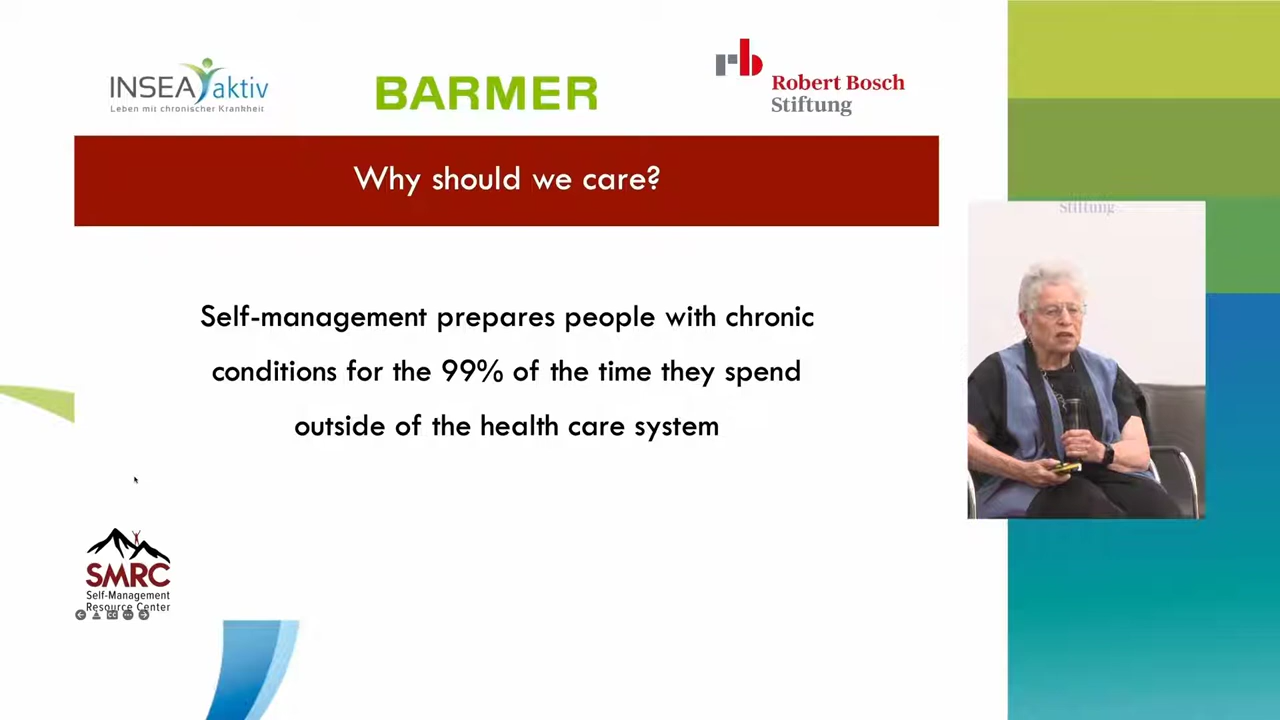 INSEA aktiv
Leben mit chronischer Krankheit
BARMER
rb
Robert Bosch
Stiftung
Why should we care?
Stiftung
Self-management prepares people with chronic
conditions for the 99% of the time they spend
outside of the health care system
SMRC
Self-Management
Resource Center